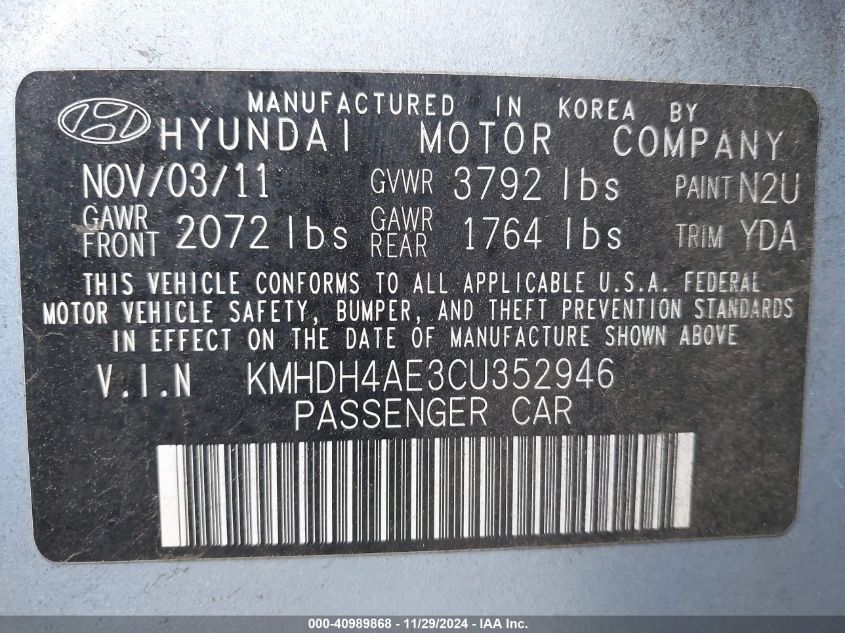 MANUFACTURED IN KOREA BY
HYUNDAI MOTOR COMPANY
NOV/03/11 GVWR 3792 lbs PAINT N2U
GAWR FRONT 2072 lbs GAWR REAR 1764 lbs TRIM YDA
THIS VEHICLE CONFORMS TO ALL APPLICABLE U.S.A. FEDERAL
MOTOR VEHICLE SAFETY, BUMPER, AND THEFT PREVENTION STANDARDS
IN EFFECT ON THE DATE OF MANUFACTURE SHOWN ABOVE
V.I.N KMHDH4AE3CU352946
PASSENGER CAR
000-40989868 - 11/29/2024 - IAA Inc.